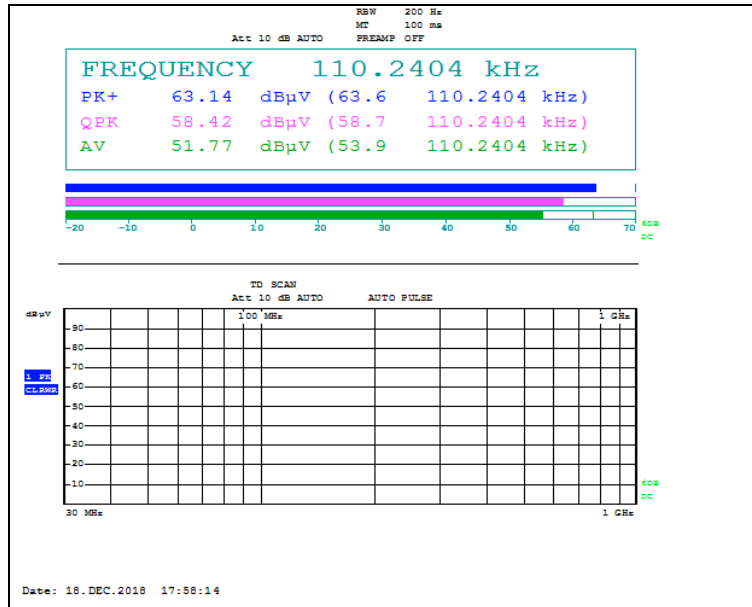 RBW 200 Hz
MT 100 ms
Att 10 dB AUTO PREAMP OFF
FREQUENCY 110.2404 kHz
PK+ 63.14 dBµV (63.6 110.2404 kHz)
QPK 58.42 dBµV (58.7 110.2404 kHz)
AV 51.77 dBµV (53.9 110.2404 kHz)
-20 -10 0 10 20 30 40 50 60 70
6DB
DC
TD SCAN
Att 10 dB AUTO AUTO PULSE
dBµV
100 MHz 1 GHz
90
80
70
1 PK
60
CLRWR
50
40
30
20
10
6DB
DC
30 MHz 1 GHz
Date: 18.DEC.2018 17:58:14